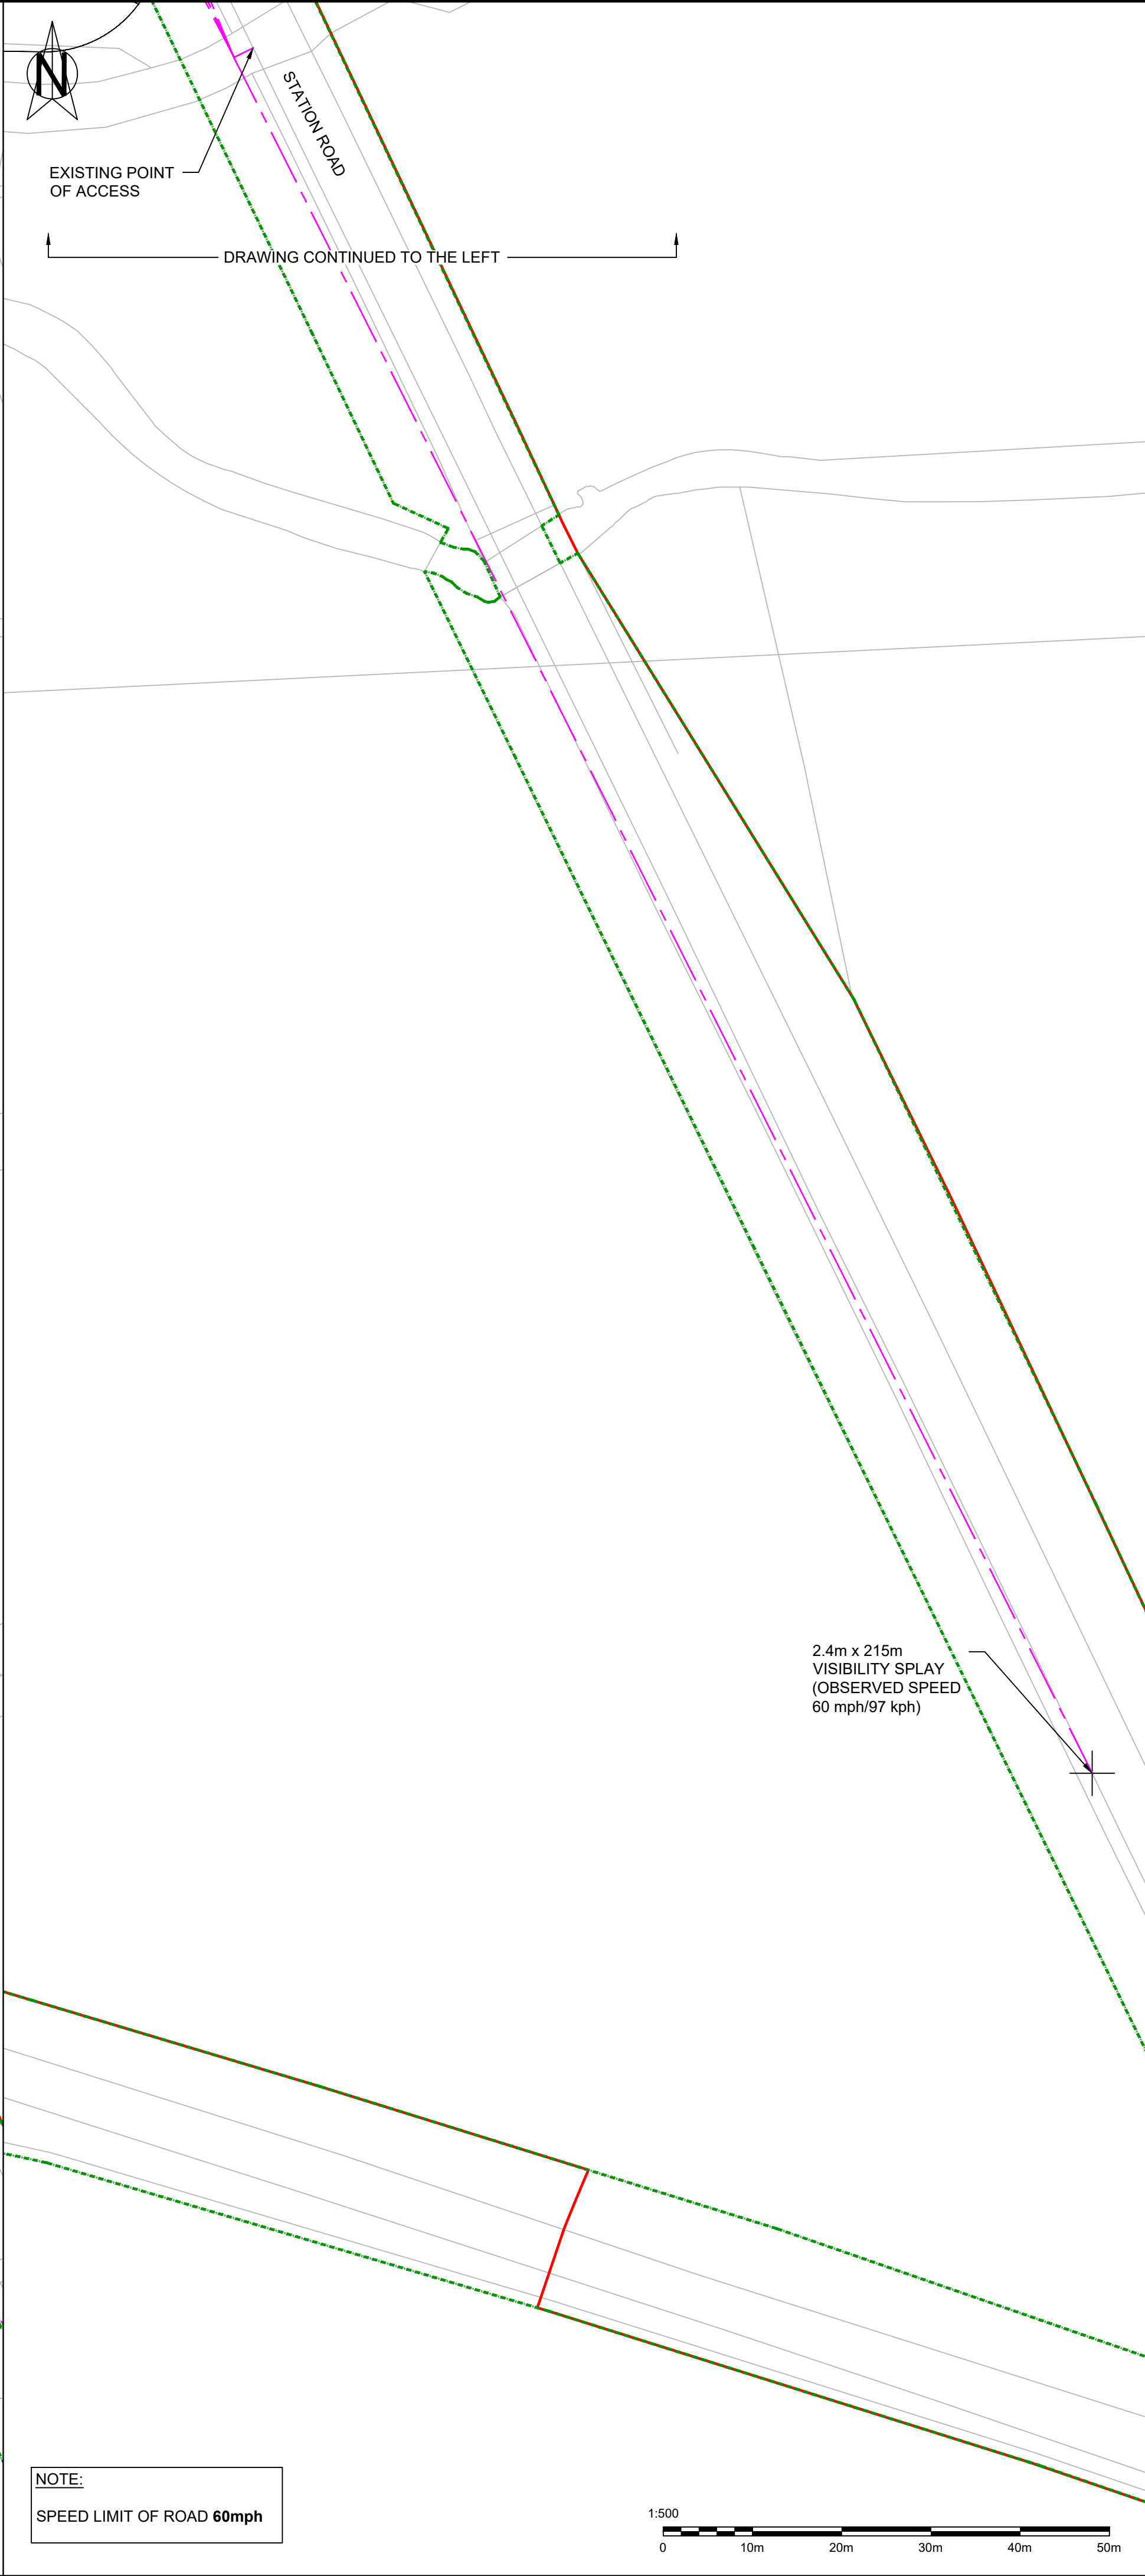 N
STATION ROAD
EXISTING POINT
OF ACCESS
DRAWING CONTINUED TO THE LEFT
2.4m x 215m
VISIBILITY SPLAY
(OBSERVED SPEED
60 mph/97 kph)
NOTE:
SPEED LIMIT OF ROAD 60mph
1:500
0 10m 20m 30m 40m 50m